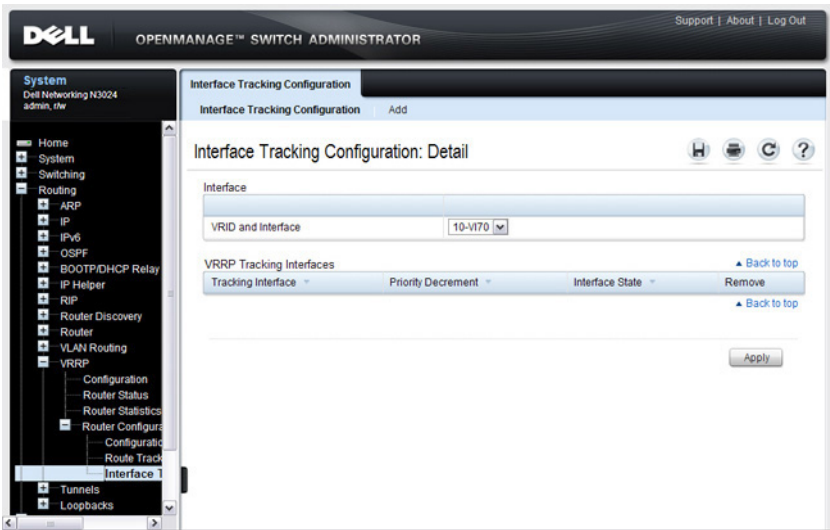 Support | About | Log Out
DELL
OPENMANAGE™ SWITCH ADMINISTRATOR
System
Dell Networking N3024
admin, r/w
Home
System
Switching
Routing
ARP
IP
IPv6
OSPF
BOOTP/DHCP Relay
IP Helper
RIP
Router Discovery
Router
VLAN Routing
VRRP
Configuration
Router Status
Router Statistics
Router Configura
Configuratio
Route Track
Interface T
Tunnels
Loopbacks
Interface Tracking Configuration
Interface Tracking Configuration Add
Interface Tracking Configuration: Detail
Interface
VRID and Interface 10-Vl70
VRRP Tracking Interfaces Back to top
Tracking Interface Priority Decrement Interface State Remove
Back to top
Apply